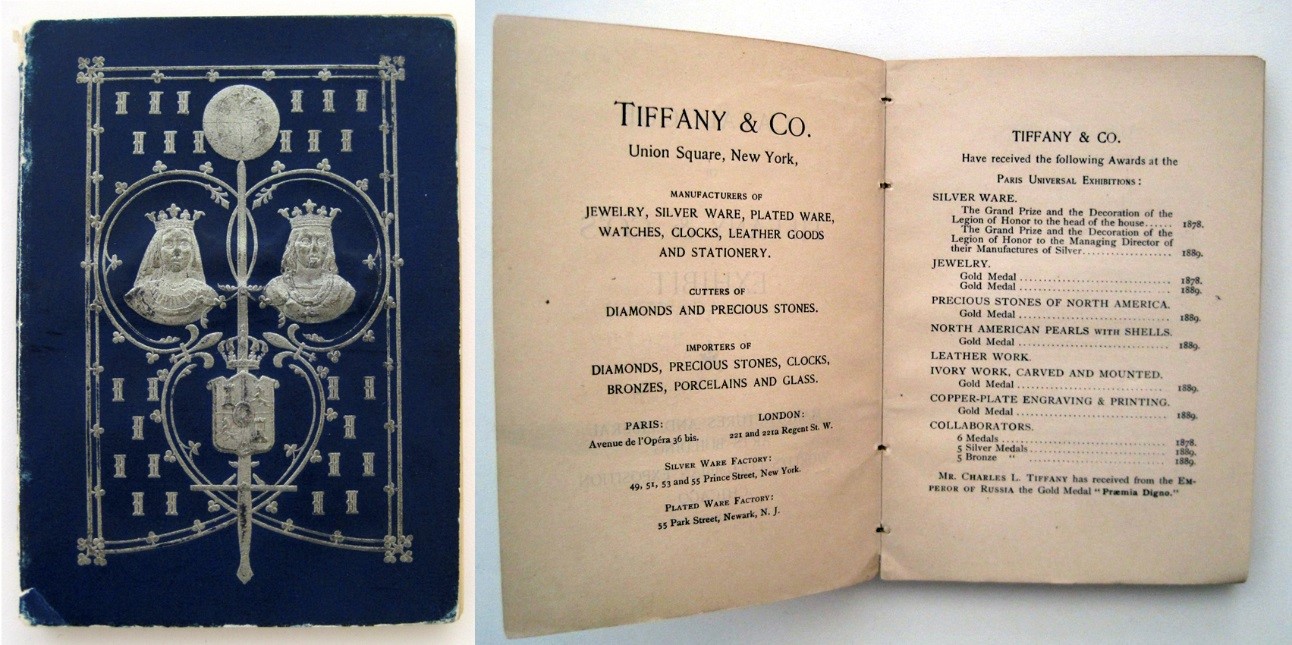 TIFFANY & CO.
Union Square, New York,
MANUFACTURERS OF
JEWELRY, SILVER WARE, PLATED WARE,
WATCHES, CLOCKS, LEATHER GOODS
AND STATIONERY.
CUTTERS OF
DIAMONDS AND PRECIOUS STONES.
IMPORTERS OF
DIAMONDS, PRECIOUS STONES, CLOCKS,
BRONZES, PORCELAINS AND GLASS.
PARIS: LONDON:
Avenue de l'Opéra 36 bis. 221 and 221a Regent St. W.
SILVER WARE FACTORY:
49, 51, 53 and 55 Prince Street, New York.
PLATED WARE FACTORY:
55 Park Street, Newark, N. J.
TIFFANY & CO.
Have received the following Awards at the
PARIS UNIVERSAL EXHIBITIONS:
SILVER WARE.
The Grand Prize and the Decoration of the
Legion of Honor to the head of the house...... 1878.
The Grand Prize and the Decoration of the
Legion of Honor to the Managing Director of
their Manufactures of Silver.................. 1889.
JEWELRY.
Gold Medal .................................. 1878.
Gold Medal .................................. 1889.
PRECIOUS STONES OF NORTH AMERICA.
Gold Medal .................................. 1889.
NORTH AMERICAN PEARLS WITH SHELLS.
Gold Medal .................................. 1889.
LEATHER WORK.
IVORY WORK, CARVED AND MOUNTED.
Gold Medal .................................. 1889.
COPPER-PLATE ENGRAVING & PRINTING.
Gold Medal .................................. 1889.
COLLABORATORS.
6 Medals .................................. 1878.
5 Silver Medals.............................. 1889.
5 Bronze " .................................. 1889.
MR. CHARLES L. TIFFANY has received from the EM-
PEROR OF RUSSIA the Gold Medal "Præmia Digno."